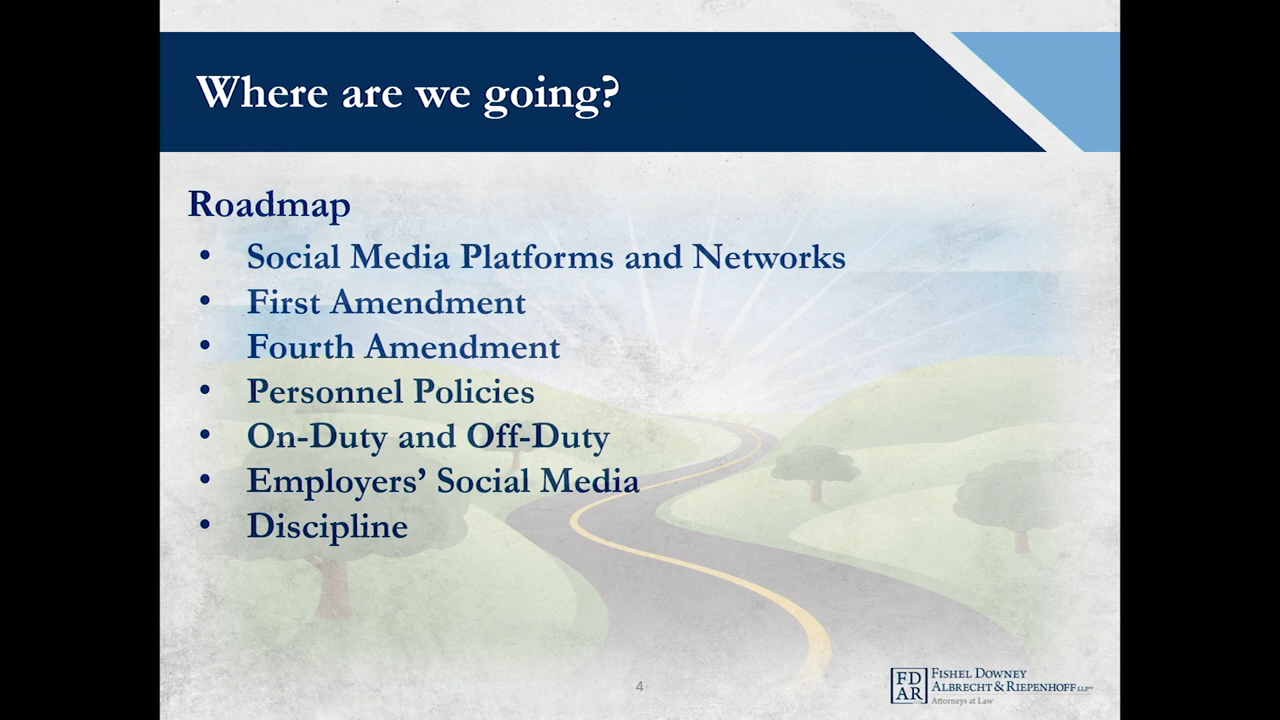 Where are we going?
Roadmap
• Social Media Platforms and Networks
• First Amendment
• Fourth Amendment
• Personnel Policies
• On-Duty and Off-Duty
• Employers’ Social Media
• Discipline
4
FD
AR
FISHEL DOWNEY
ALBRECHT & RIEPENHOFF LLP
Attorneys at Law